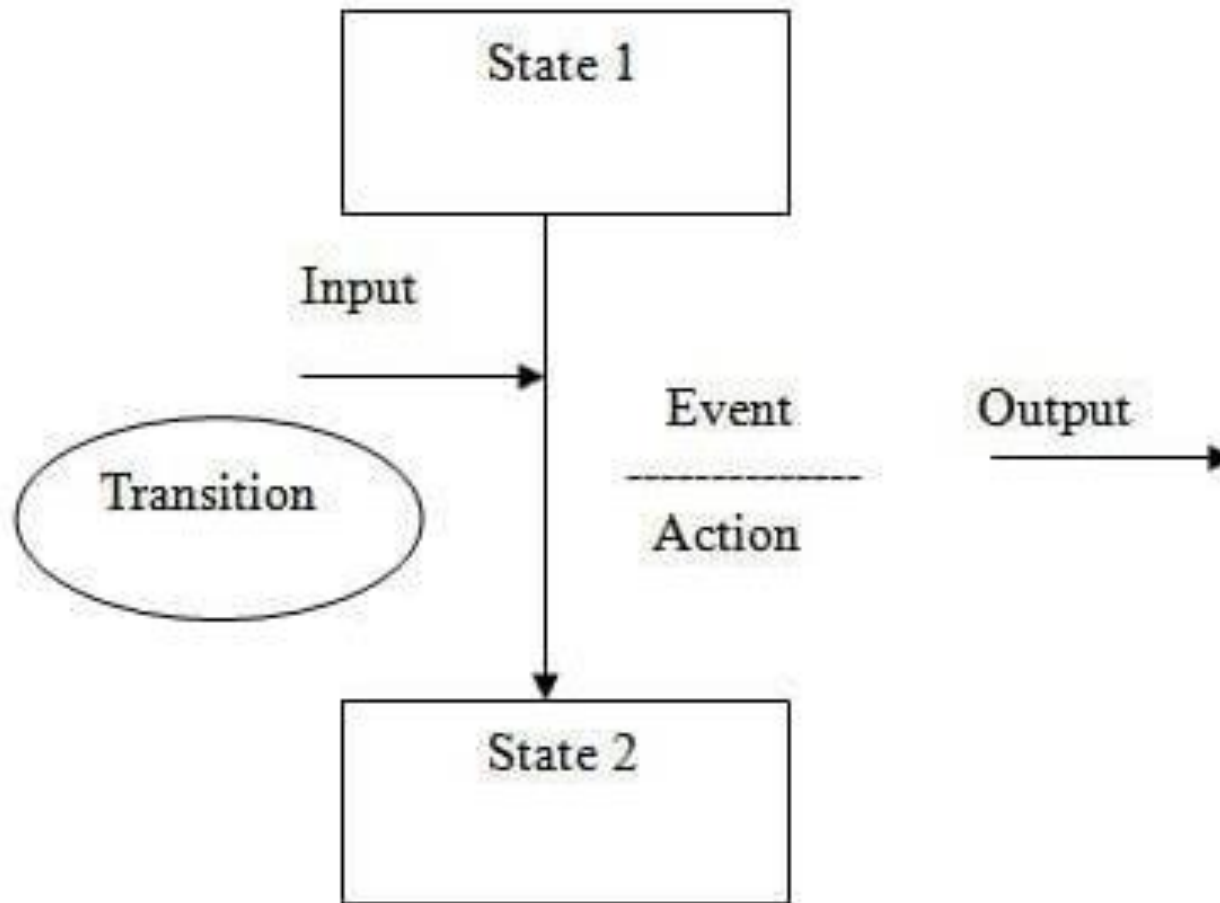 State 1
Input
Event
Output
Transition
Action
State 2